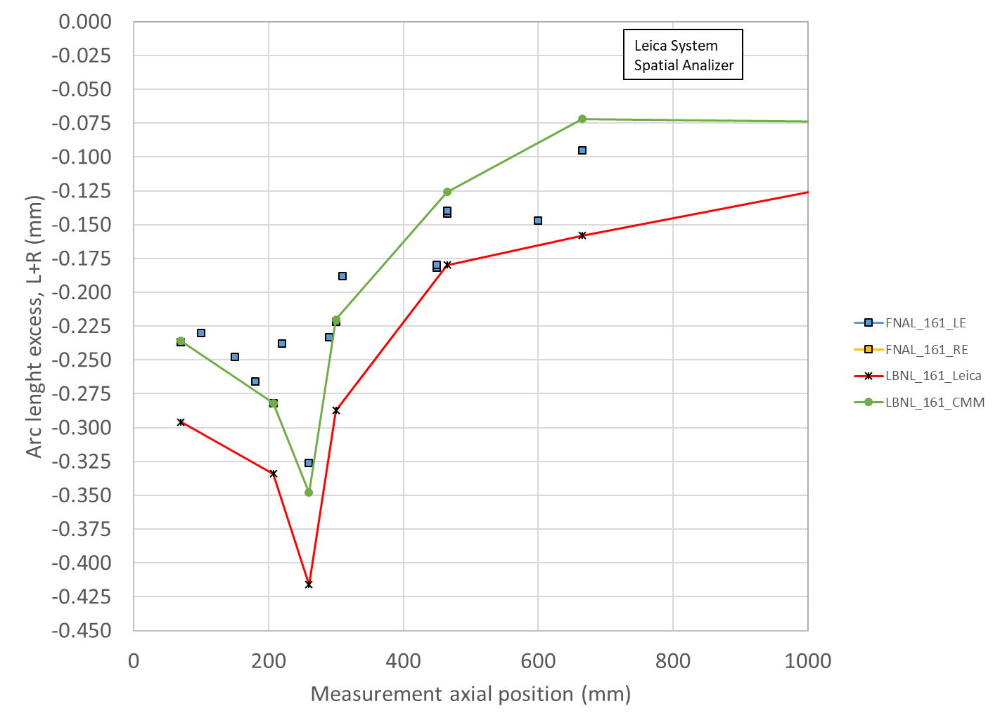 0.000
-0.025
-0.050
-0.075
-0.100
-0.125
-0.150
-0.175
-0.200
-0.225
-0.250
-0.275
-0.300
-0.325
-0.350
-0.375
-0.400
-0.425
-0.450
Arc lenght excess, L+R (mm)
Leica System
Spatial Analizer
0 200 400 600 800 1000
Measurement axial position (mm)
FNAL_161_LE
FNAL_161_RE
LBNL_161_Leica
LBNL_161_CMM